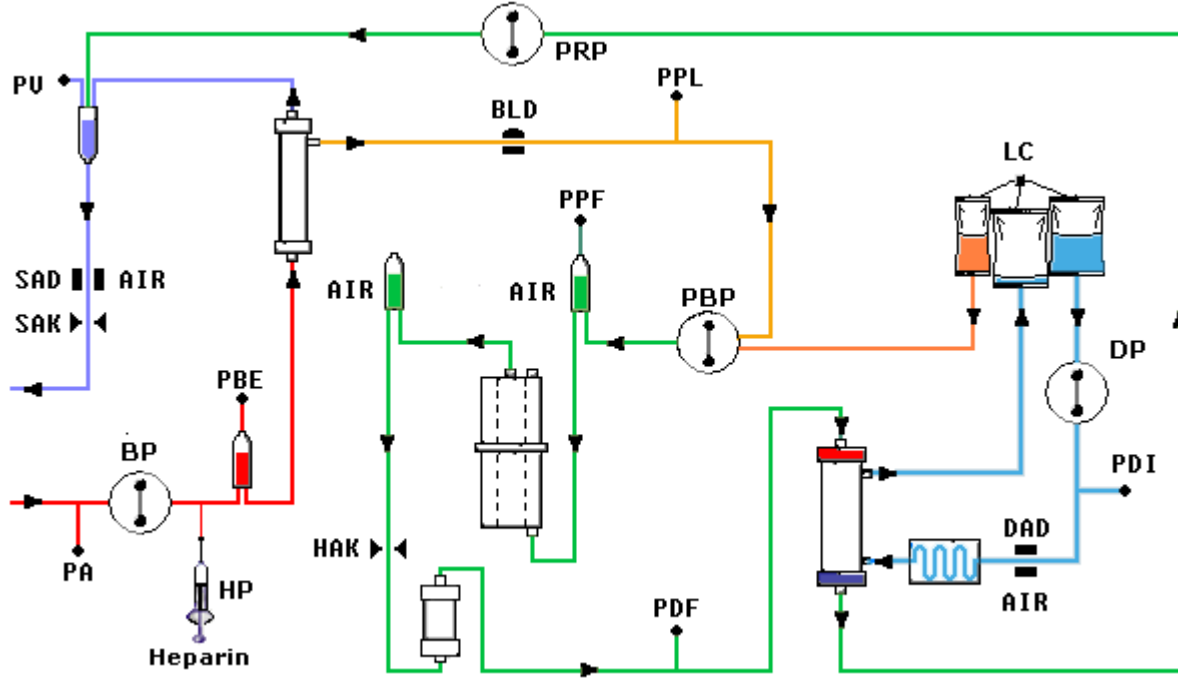 PRP
PV
PPL
BLD
LC
PPF
SAD
AIR
AIR
AIR
PBP
SAK
DP
PBE
BP
PDI
DAD
HAK
PA
HP
PDF
AIR
Heparin